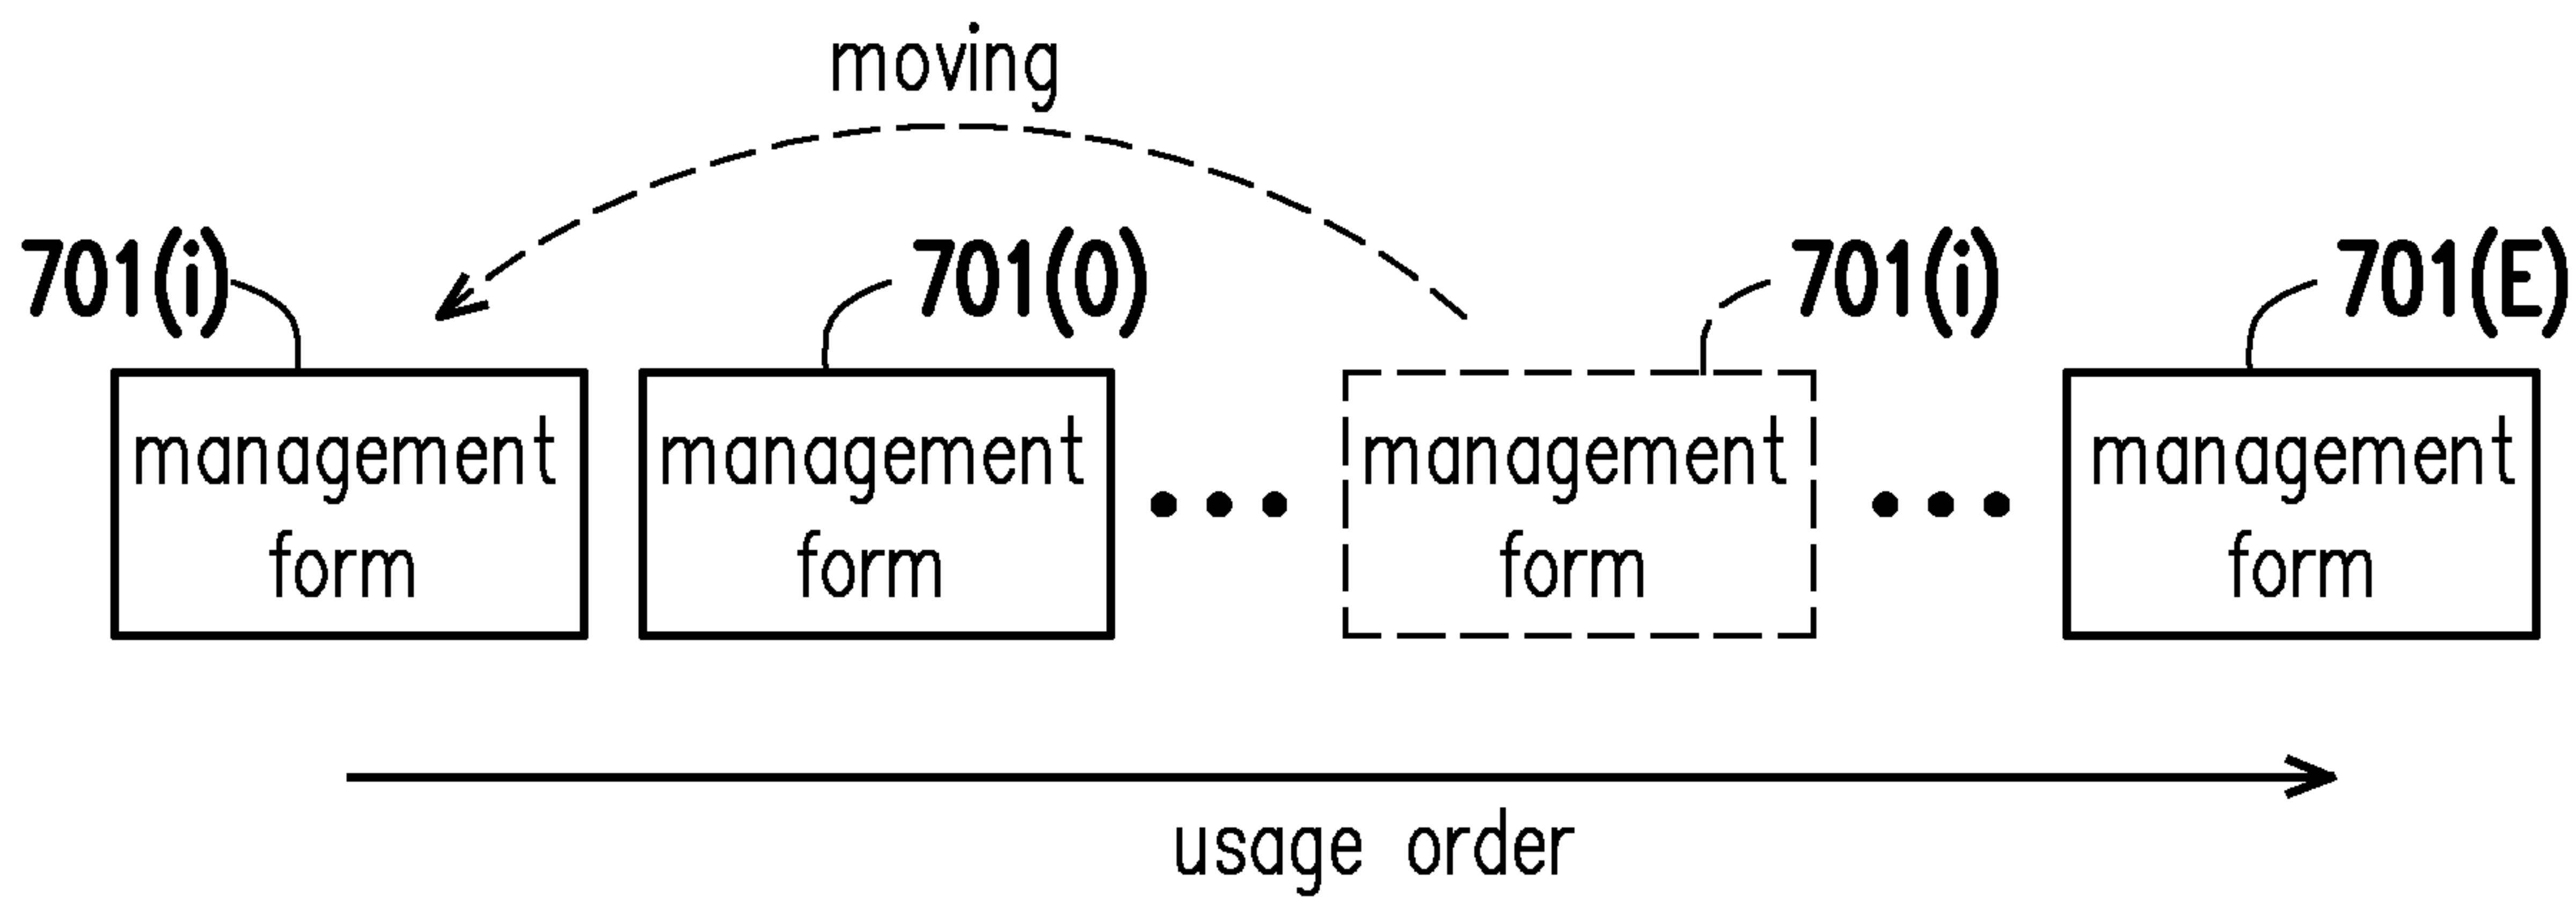 moving
701(i) 701(0) 701(i) 701(E)
management management management management
form form ••• form ••• form
usage order